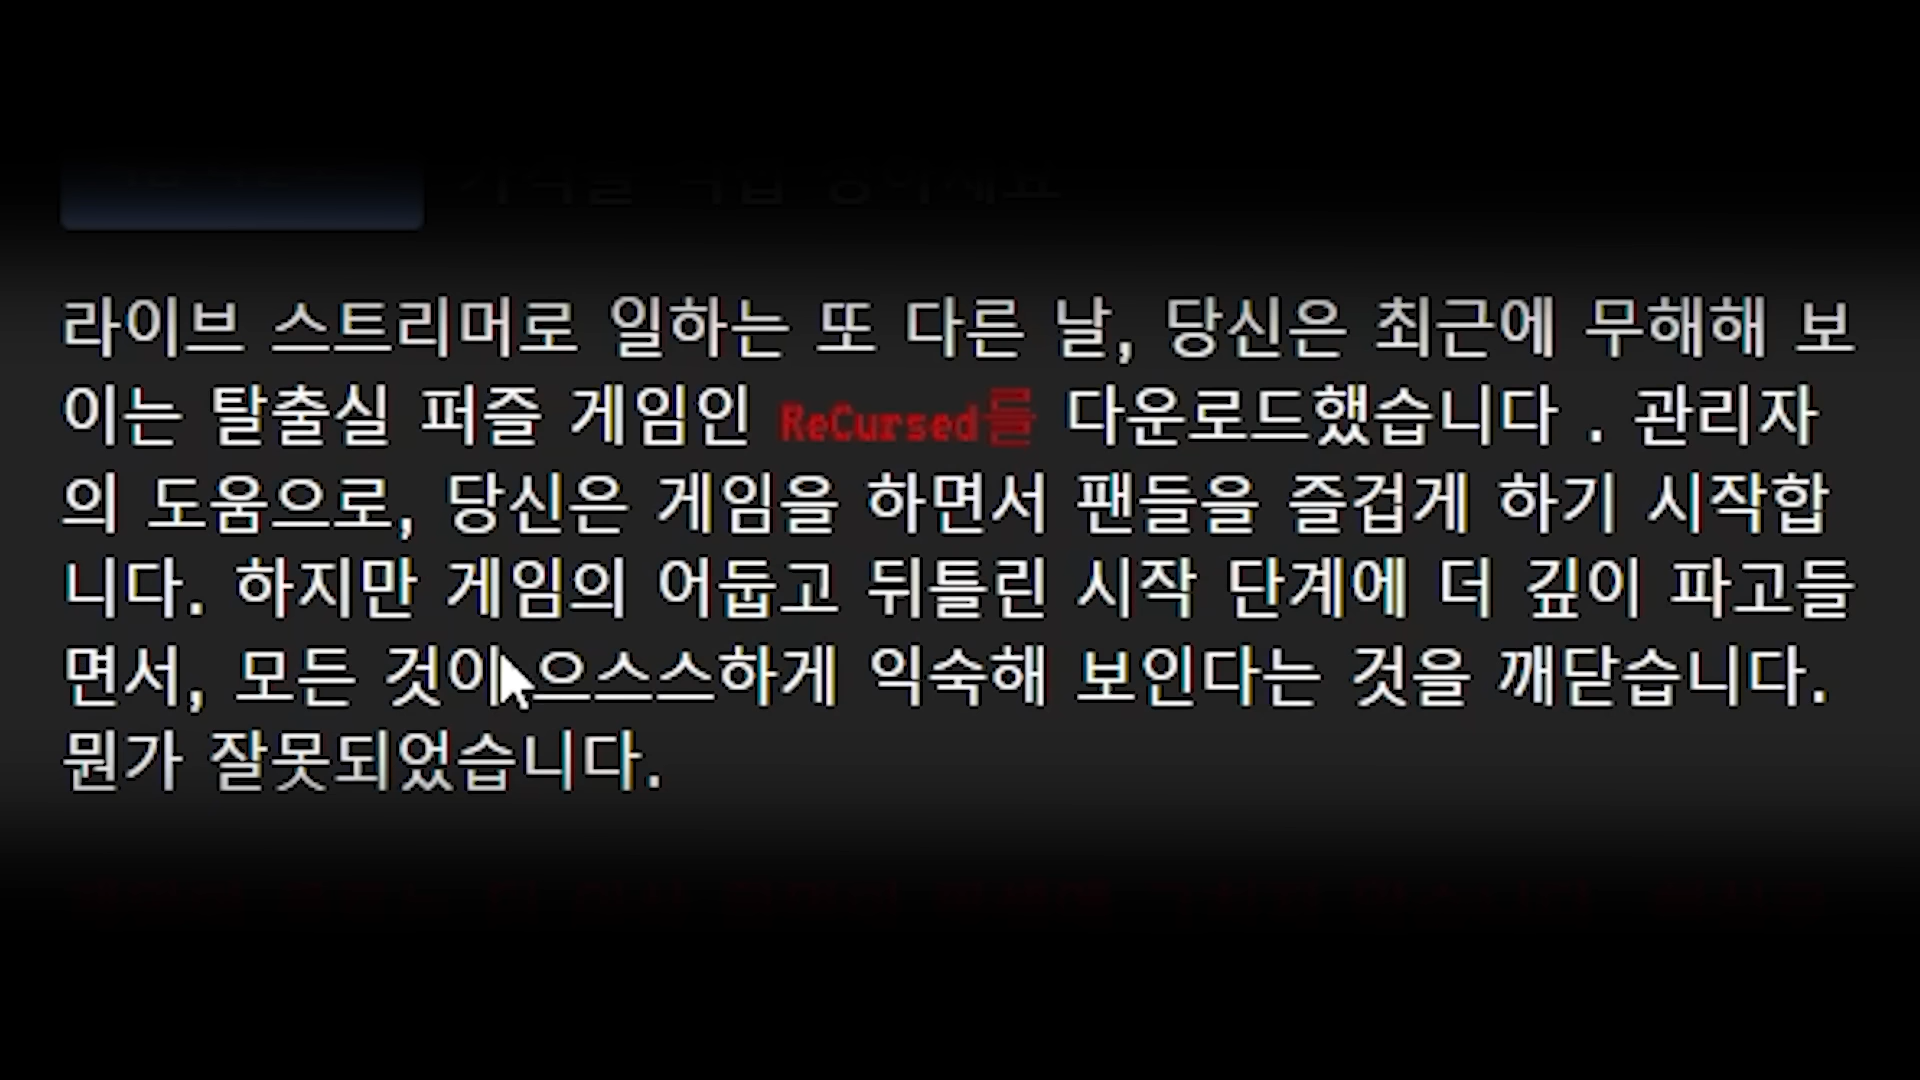 라이브 스트리머로 일하는 또 다른 날, 당신은 최근에 무해해 보
이는 탈출실 퍼즐 게임인 ReCursed를 다운로드했습니다 . 관리자
의 도움으로, 당신은 게임을 하면서 팬들을 즐겁게 하기 시작합
니다. 하지만 게임의 어둡고 뒤틀린 시작 단계에 더 깊이 파고들
면서, 모든 것이 으스스하게 익숙해 보인다는 것을 깨닫습니다.
뭔가 잘못되었습니다.